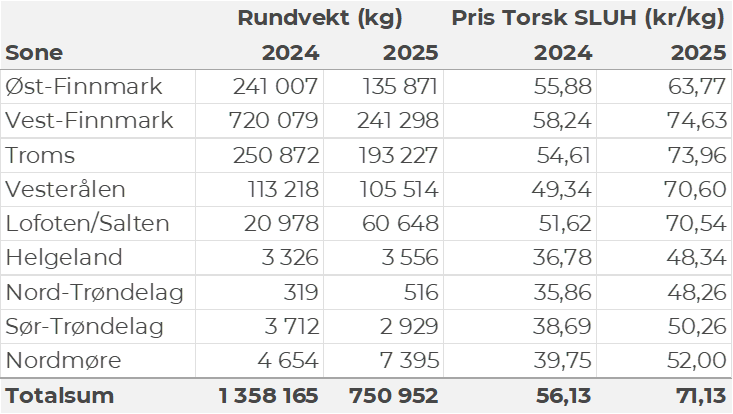 Rundvekt (kg) Pris Torsk SLUH (kr/kg)
Sone 2024 2025 2024 2025
Øst-Finnmark 241 007 135 871 55,88 63,77
Vest-Finnmark 720 079 241 298 58,24 74,63
Troms 250 872 193 227 54,61 73,96
Vesterålen 113 218 105 514 49,34 70,60
Lofoten/Salten 20 978 60 648 51,62 70,54
Helgeland 3 326 3 556 36,78 48,34
Nord-Trøndelag 319 516 35,86 48,26
Sør-Trøndelag 3 712 2 929 38,69 50,26
Nordmøre 4 654 7 395 39,75 52,00
Totalsum 1 358 165 750 952 56,13 71,13